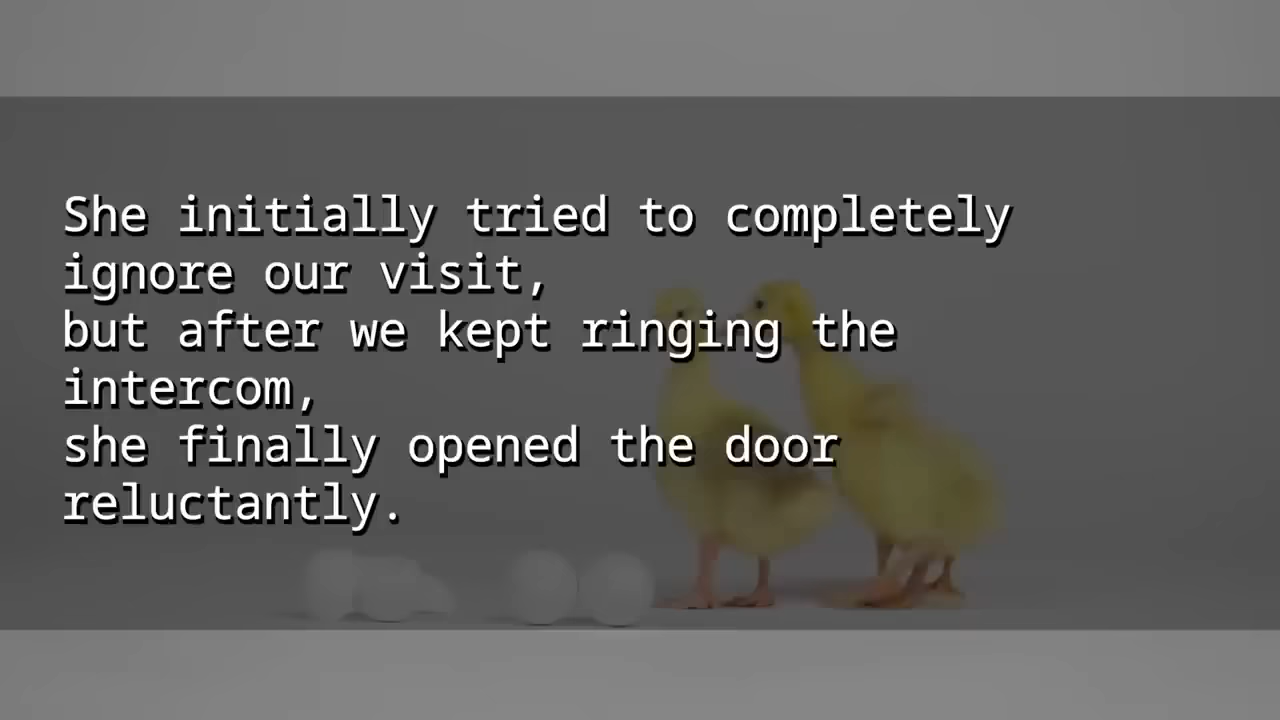 She initially tried to completely
ignore our visit,
but after we kept ringing the
intercom,
she finally opened the door
reluctantly.